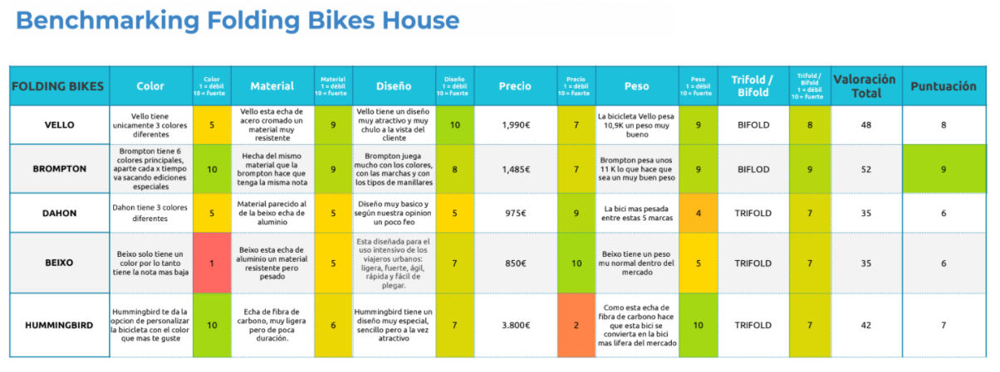 Benchmarking Folding Bikes House
FOLDING BIKES
Color
Color
1 = débil
10 = fuerte
Material
Material
1 = débil
10 = fuerte
Diseño
Diseño
1 = débil
10 = fuerte
Precio
Precio
1 = débil
10 = fuerte
Peso
Peso
1 = débil
10 = fuerte
Trifold /
Bifold
Trifold /
Bifold
1 = débil
10 = fuerte
Valoración
Total
Puntuación
VELLO
Vello tiene
unicamente 3 colores
diferentes
5
Vello esta echa de
acero cromado un
material muy
resistente
9
Vello tiene un diseño
muy atractivo y muy
chulo a la vista del
cliente
10
1,990€
7
La bicicleta Vello pesa
10,9K un peso muy
bueno
9
BIFOLD
8
48
8
BROMPTON
Brompton tiene 6
colores principales,
aparte cada x tiempo
va sacando ediciones
especiales
10
Hecha del mismo
material que la
brompton hace que
tenga la misma nota
9
Brompton juega
mucho con los colores,
con las marchas y con
los tipos de manillares
8
1,485€
7
Brompton pesa unos
11 K lo que hace que
sea un muy buen peso
9
BIFLOD
9
52
9
DAHON
Dahon tiene 3 colores
diferentes
5
Material parecido al
de la beixo echa de
aluminio
5
Diseño muy basico y
según nuestra opinion
un poco feo
5
975€
9
La bici mas pesada
entre estas 5 marcas
4
TRIFOLD
7
35
6
BEIXO
Beixo solo tiene un
color por lo tanto
tiene la nota mas baja
1
Beixo esta echa de
aluminio un material
resistente pero
pesado
5
Esta diseñada para el
uso intensivo de los
viajeros urbanos:
ligera, fuerte, ágil,
rápida y fácil de
plegar.
7
850€
10
Beixo tiene un peso
mu normal dentro del
mercado
5
TRIFOLD
7
35
6
HUMMINGBIRD
Hummingbird te da la
opcion de personalizar
la bicicleta con el color
que mas te guste
10
Echa de fibra de
carbono, muy ligera
pero de poca
duración.
6
Hummingbird tiene un
diseño muy especial,
sencillo pero a la vez
atractivo
7
3.800€
2
Como esta echa de
fibra de carbono hace
que esta bici se
convierta en la bici
mas lifera del mercado
10
TRIFOLD
7
42
7